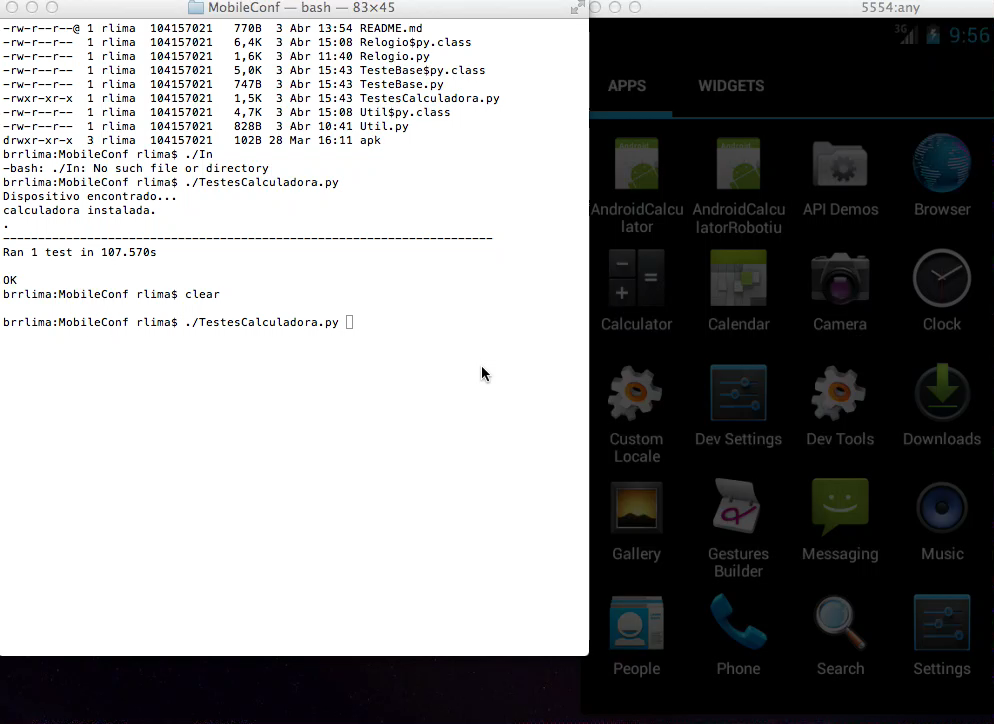 MobileConf — bash — 83×45
-rw-r--r--@ 1 rlima  104157021   770B  3 Abr 13:54 README.md
-rw-r--r--  1 rlima  104157021   6,4K  3 Abr 15:08 Relogio$py.class
-rw-r--r--  1 rlima  104157021   1,6K  3 Abr 11:40 Relogio.py
-rw-r--r--  1 rlima  104157021   5,0K  3 Abr 15:43 TesteBase$py.class
-rw-r--r--  1 rlima  104157021   747B  3 Abr 15:43 TesteBase.py
-rwxr-xr-x  1 rlima  104157021   1,5K  3 Abr 15:43 TestesCalculadora.py
-rw-r--r--  1 rlima  104157021   4,7K  3 Abr 15:08 Util$py.class
-rw-r--r--  1 rlima  104157021   828B  3 Abr 10:41 Util.py
drwxr-xr-x  3 rlima  104157021   102B 28 Mar 16:11 apk
brrlima:MobileConf rlima$ ./In
-bash: ./In: No such file or directory
brrlima:MobileConf rlima$ ./TestesCalculadora.py
Dispositivo encontrado...
calculadora instalada.
.
----------------------------------------------------------------------
Ran 1 test in 107.570s
OK
brrlima:MobileConf rlima$ clear
brrlima:MobileConf rlima$ ./TestesCalculadora.py
5554:any
3G 9:56
APPS WIDGETS
AndroidCalcu
lator
AndroidCalcu
latorRobotiu
API Demos
Browser
Calculator
Calendar
Camera
Clock
Custom
Locale
Dev Settings
Dev Tools
Downloads
Gallery
Gestures
Builder
Messaging
Music
People
Phone
Search
Settings